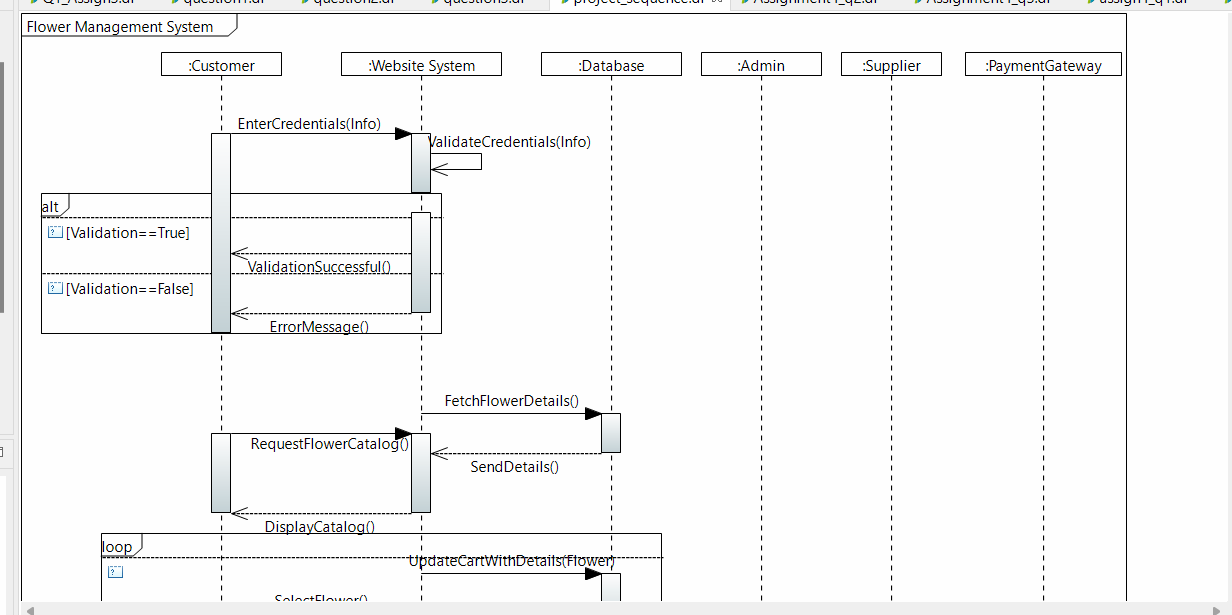 Flower Management System
:Customer
:Website System
:Database
:Admin
:Supplier
:PaymentGateway
EnterCredentials(Info)
ValidateCredentials(Info)
alt
[Validation==True]
ValidationSuccessful()
[Validation==False]
ErrorMessage()
FetchFlowerDetails()
RequestFlowerCatalog()
SendDetails()
DisplayCatalog()
loop
UpdateCartWithDetails(Flower)
SelectFlower()